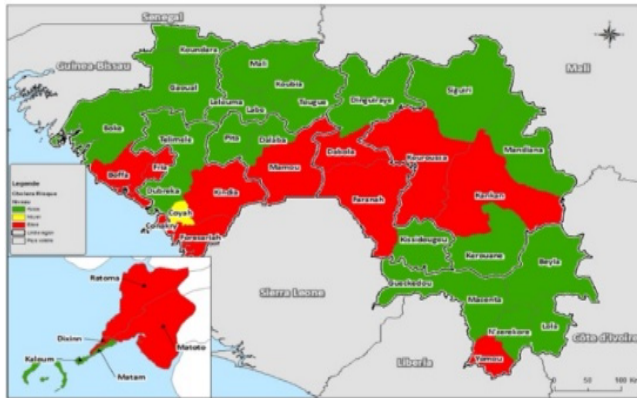 Senegal
Guinea-Bissau
Mali
Koundara
Mali
Gaoual
Koubia
Lelouma
Labe
Tougue
Dinguiraye
Siguiri
Boke
Telimele
Pita
Dalaba
Mandiana
Boffa
Fria
Dubreka
Kindia
Mamou
Dabola
Kouroussa
Kankan
Faranah
Coyah
Conakry
Forecariah
Kissidougou
Kerouane
Beyla
Gueckedou
Macenta
N'zerekore
Lola
Yomou
Sierra Leone
Liberia
Côte d'Ivoire
Legende
Ratoma
Dixinn
Matoto
Kaloum
Matam